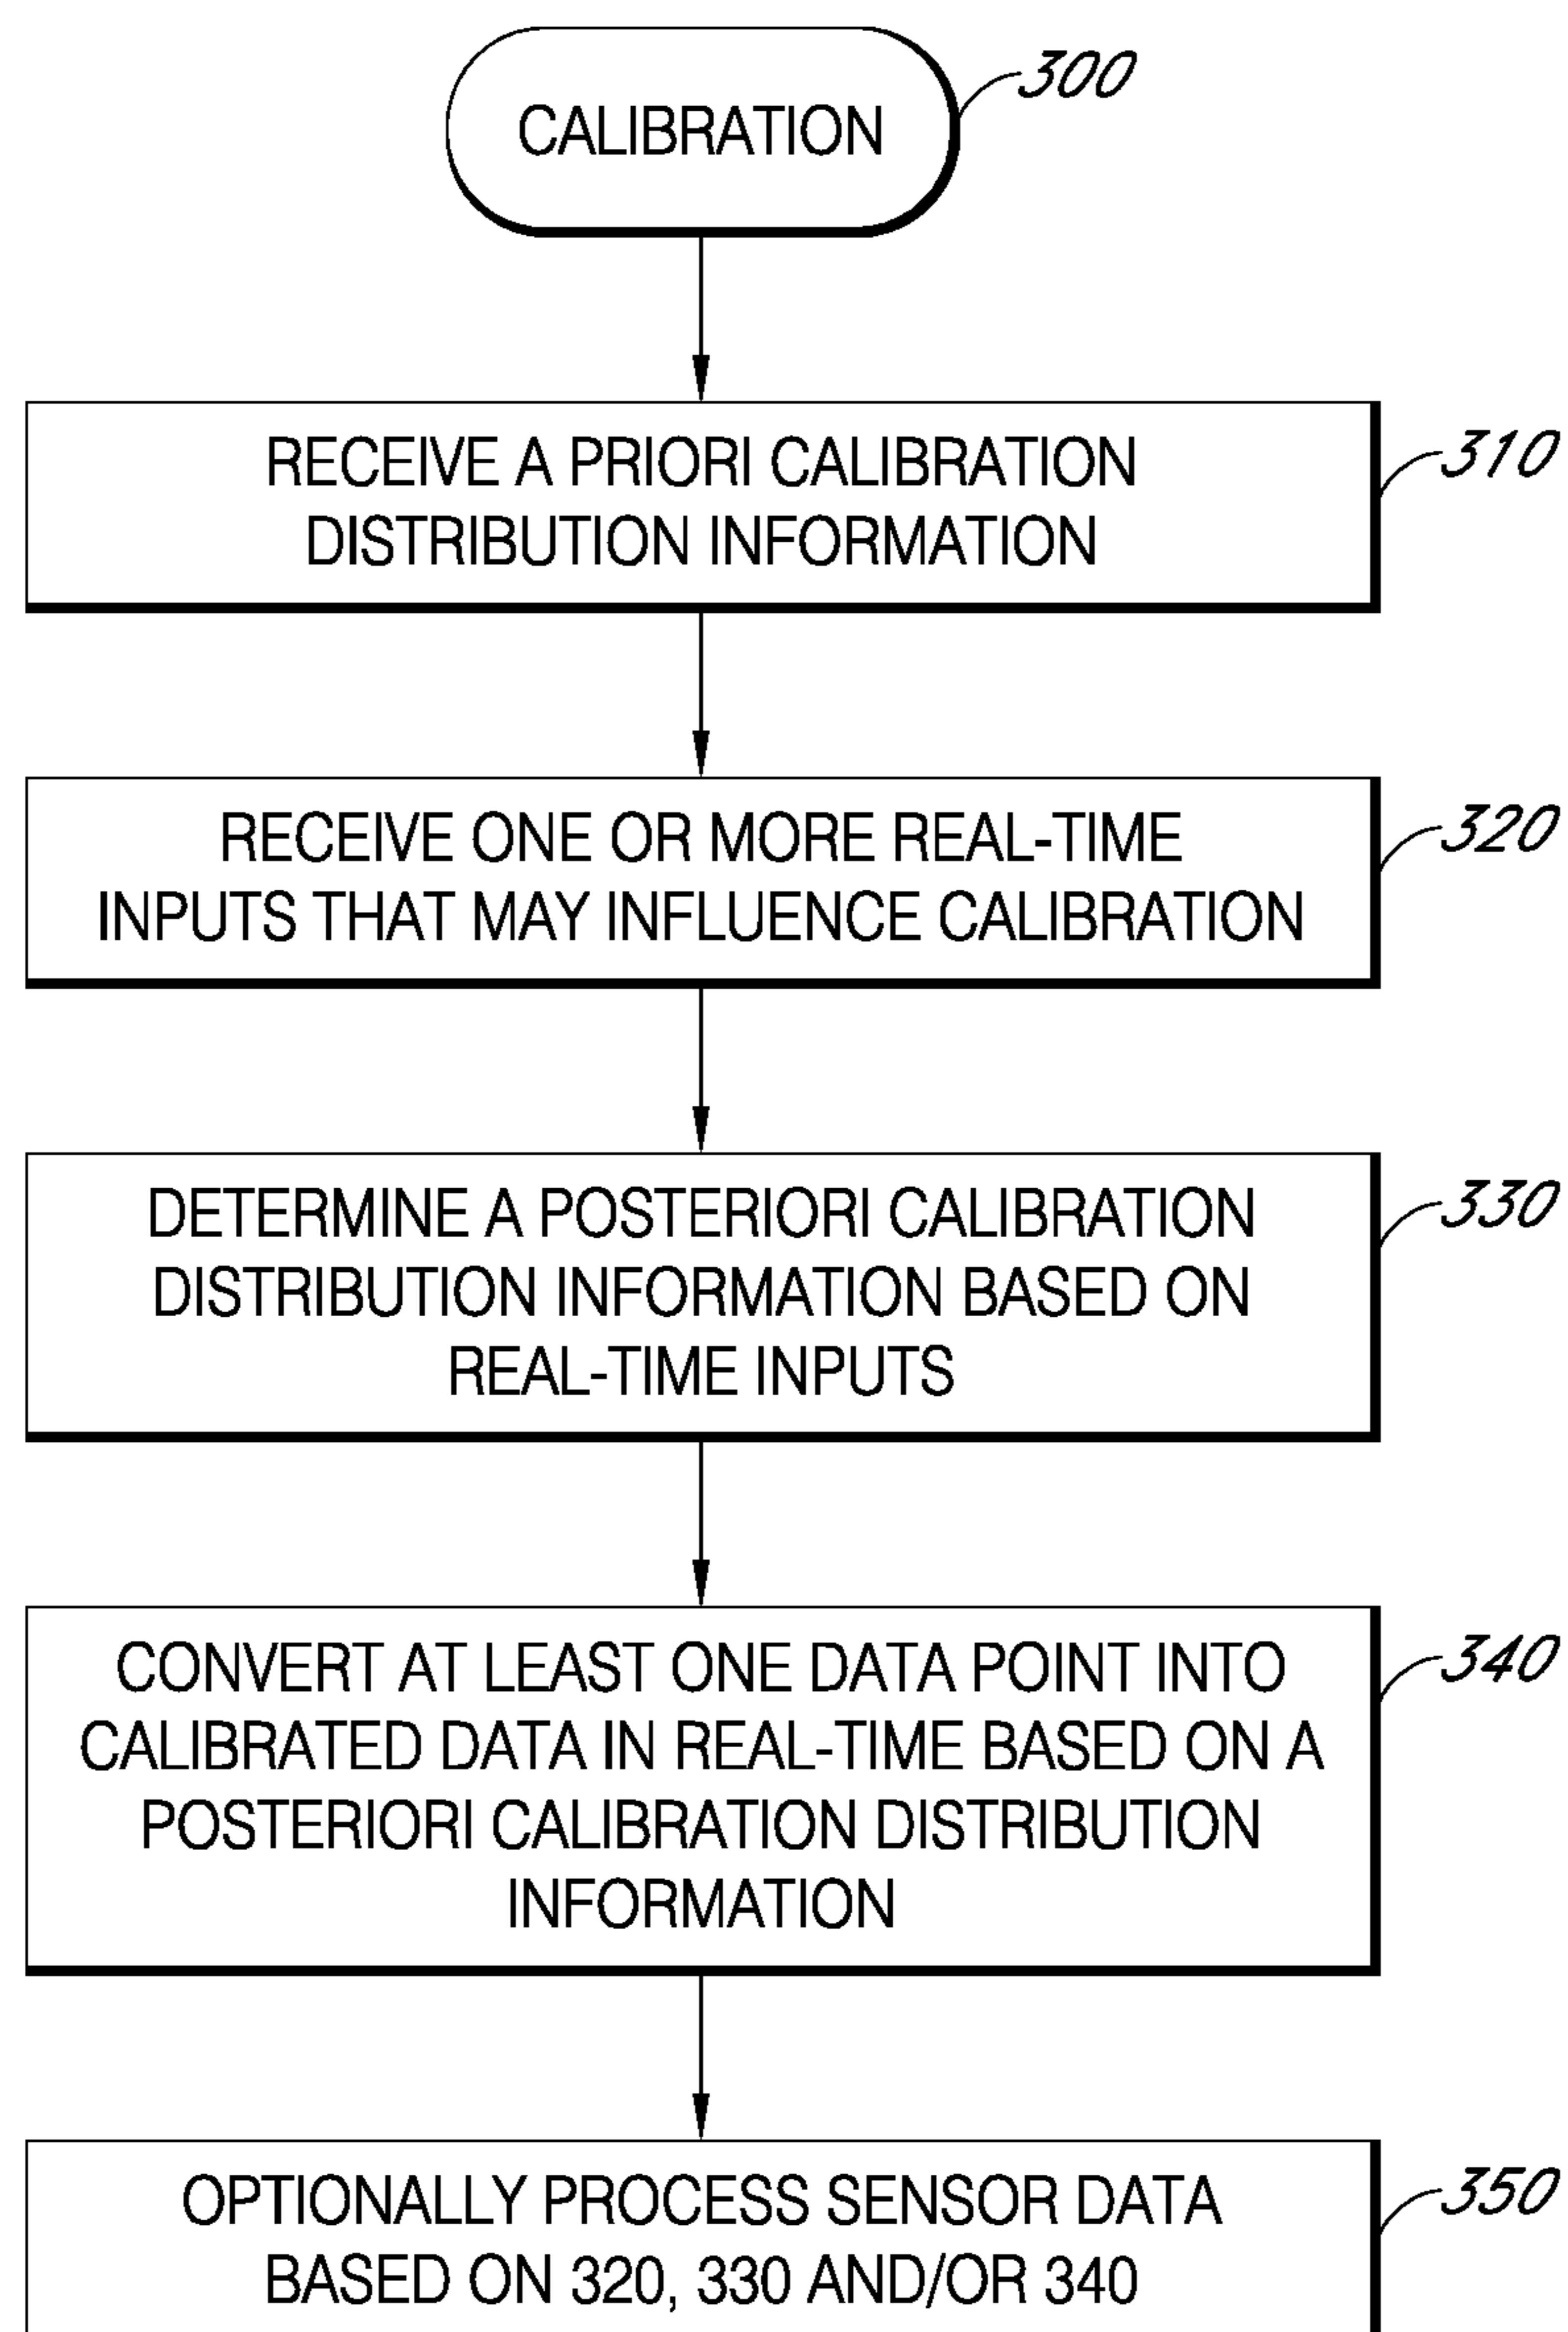 CALIBRATION
300
RECEIVE A PRIORI CALIBRATION
DISTRIBUTION INFORMATION
310
RECEIVE ONE OR MORE REAL-TIME
INPUTS THAT MAY INFLUENCE CALIBRATION
320
DETERMINE A POSTERIORI CALIBRATION
DISTRIBUTION INFORMATION BASED ON
REAL-TIME INPUTS
330
CONVERT AT LEAST ONE DATA POINT INTO
CALIBRATED DATA IN REAL-TIME BASED ON A
POSTERIORI CALIBRATION DISTRIBUTION
INFORMATION
340
OPTIONALLY PROCESS SENSOR DATA
BASED ON 320, 330 AND/OR 340
350